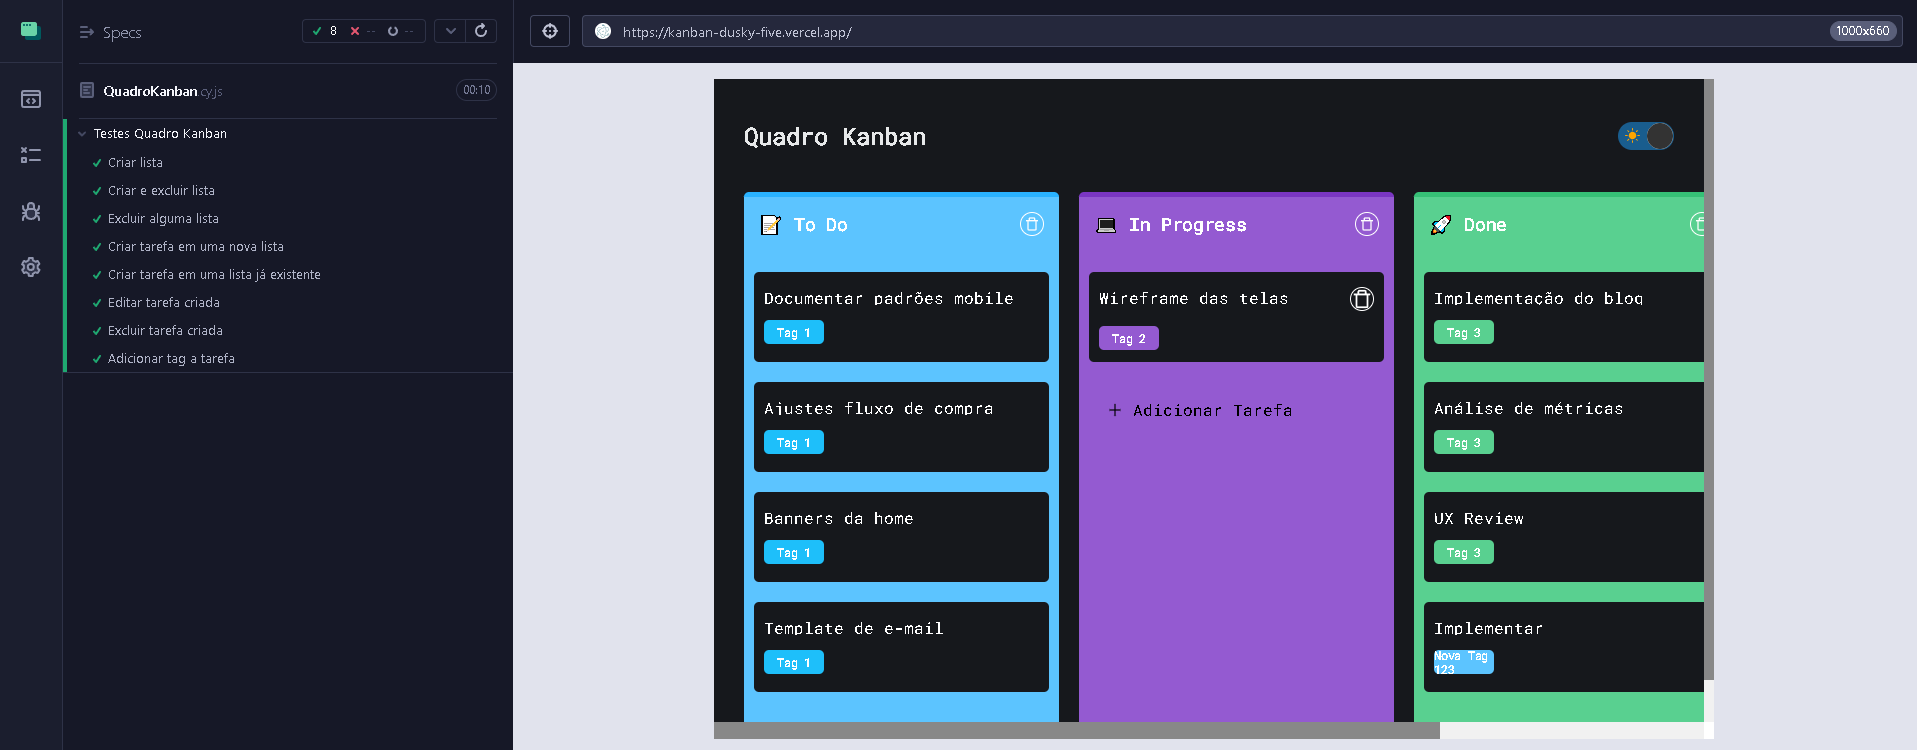 Specs
8 -- --
QuadroKanban.cy.js
00:10
Testes Quadro Kanban
Criar lista
Criar e excluir lista
Excluir alguma lista
Criar tarefa em uma nova lista
Criar tarefa em uma lista já existente
Editar tarefa criada
Excluir tarefa criada
Adicionar tag a tarefa
https://kanban-dusky-five.vercel.app/
1000x660
Quadro Kanban
To Do
Documentar padrões mobile
Tag 1
Ajustes fluxo de compra
Tag 1
Banners da home
Tag 1
Template de e-mail
Tag 1
In Progress
Wireframe das telas
Tag 2
+ Adicionar Tarefa
Done
Implementação do blog
Tag 3
Análise de métricas
Tag 3
UX Review
Tag 3
Implementar
Nova Tag
123